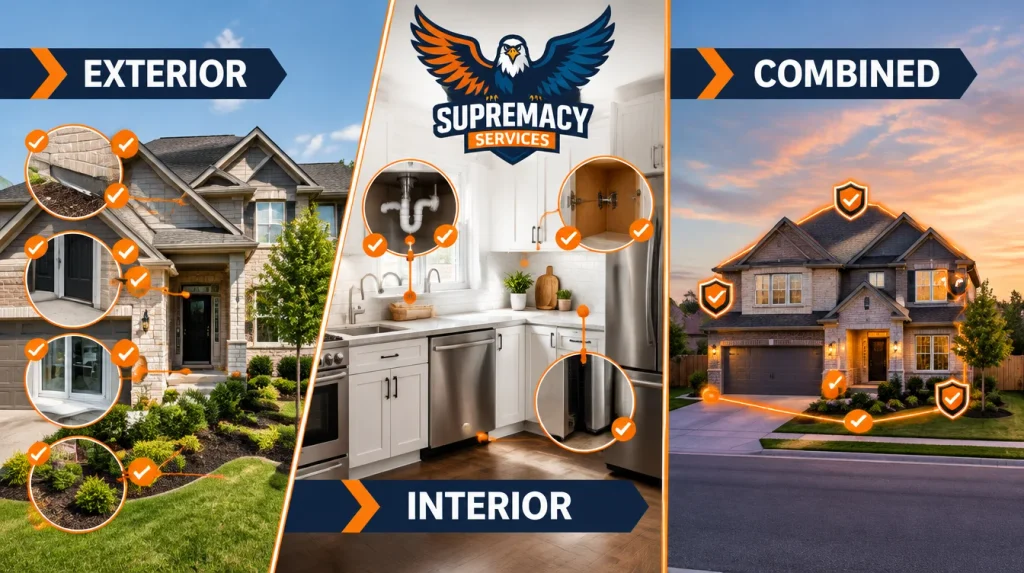 EXTERIOR
SUPREMACY
SERVICES
COMBINED
INTERIOR